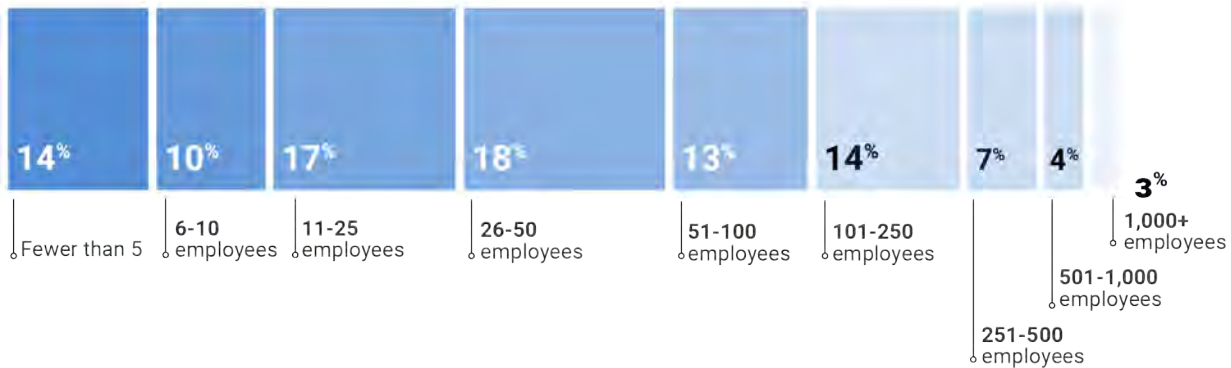 14%
10%
17%
18%
13%
14%
7%
4%
3%
Fewer than 5
6-10
employees
11-25
employees
26-50
employees
51-100
employees
101-250
employees
251-500
employees
501-1,000
employees
1,000+
employees